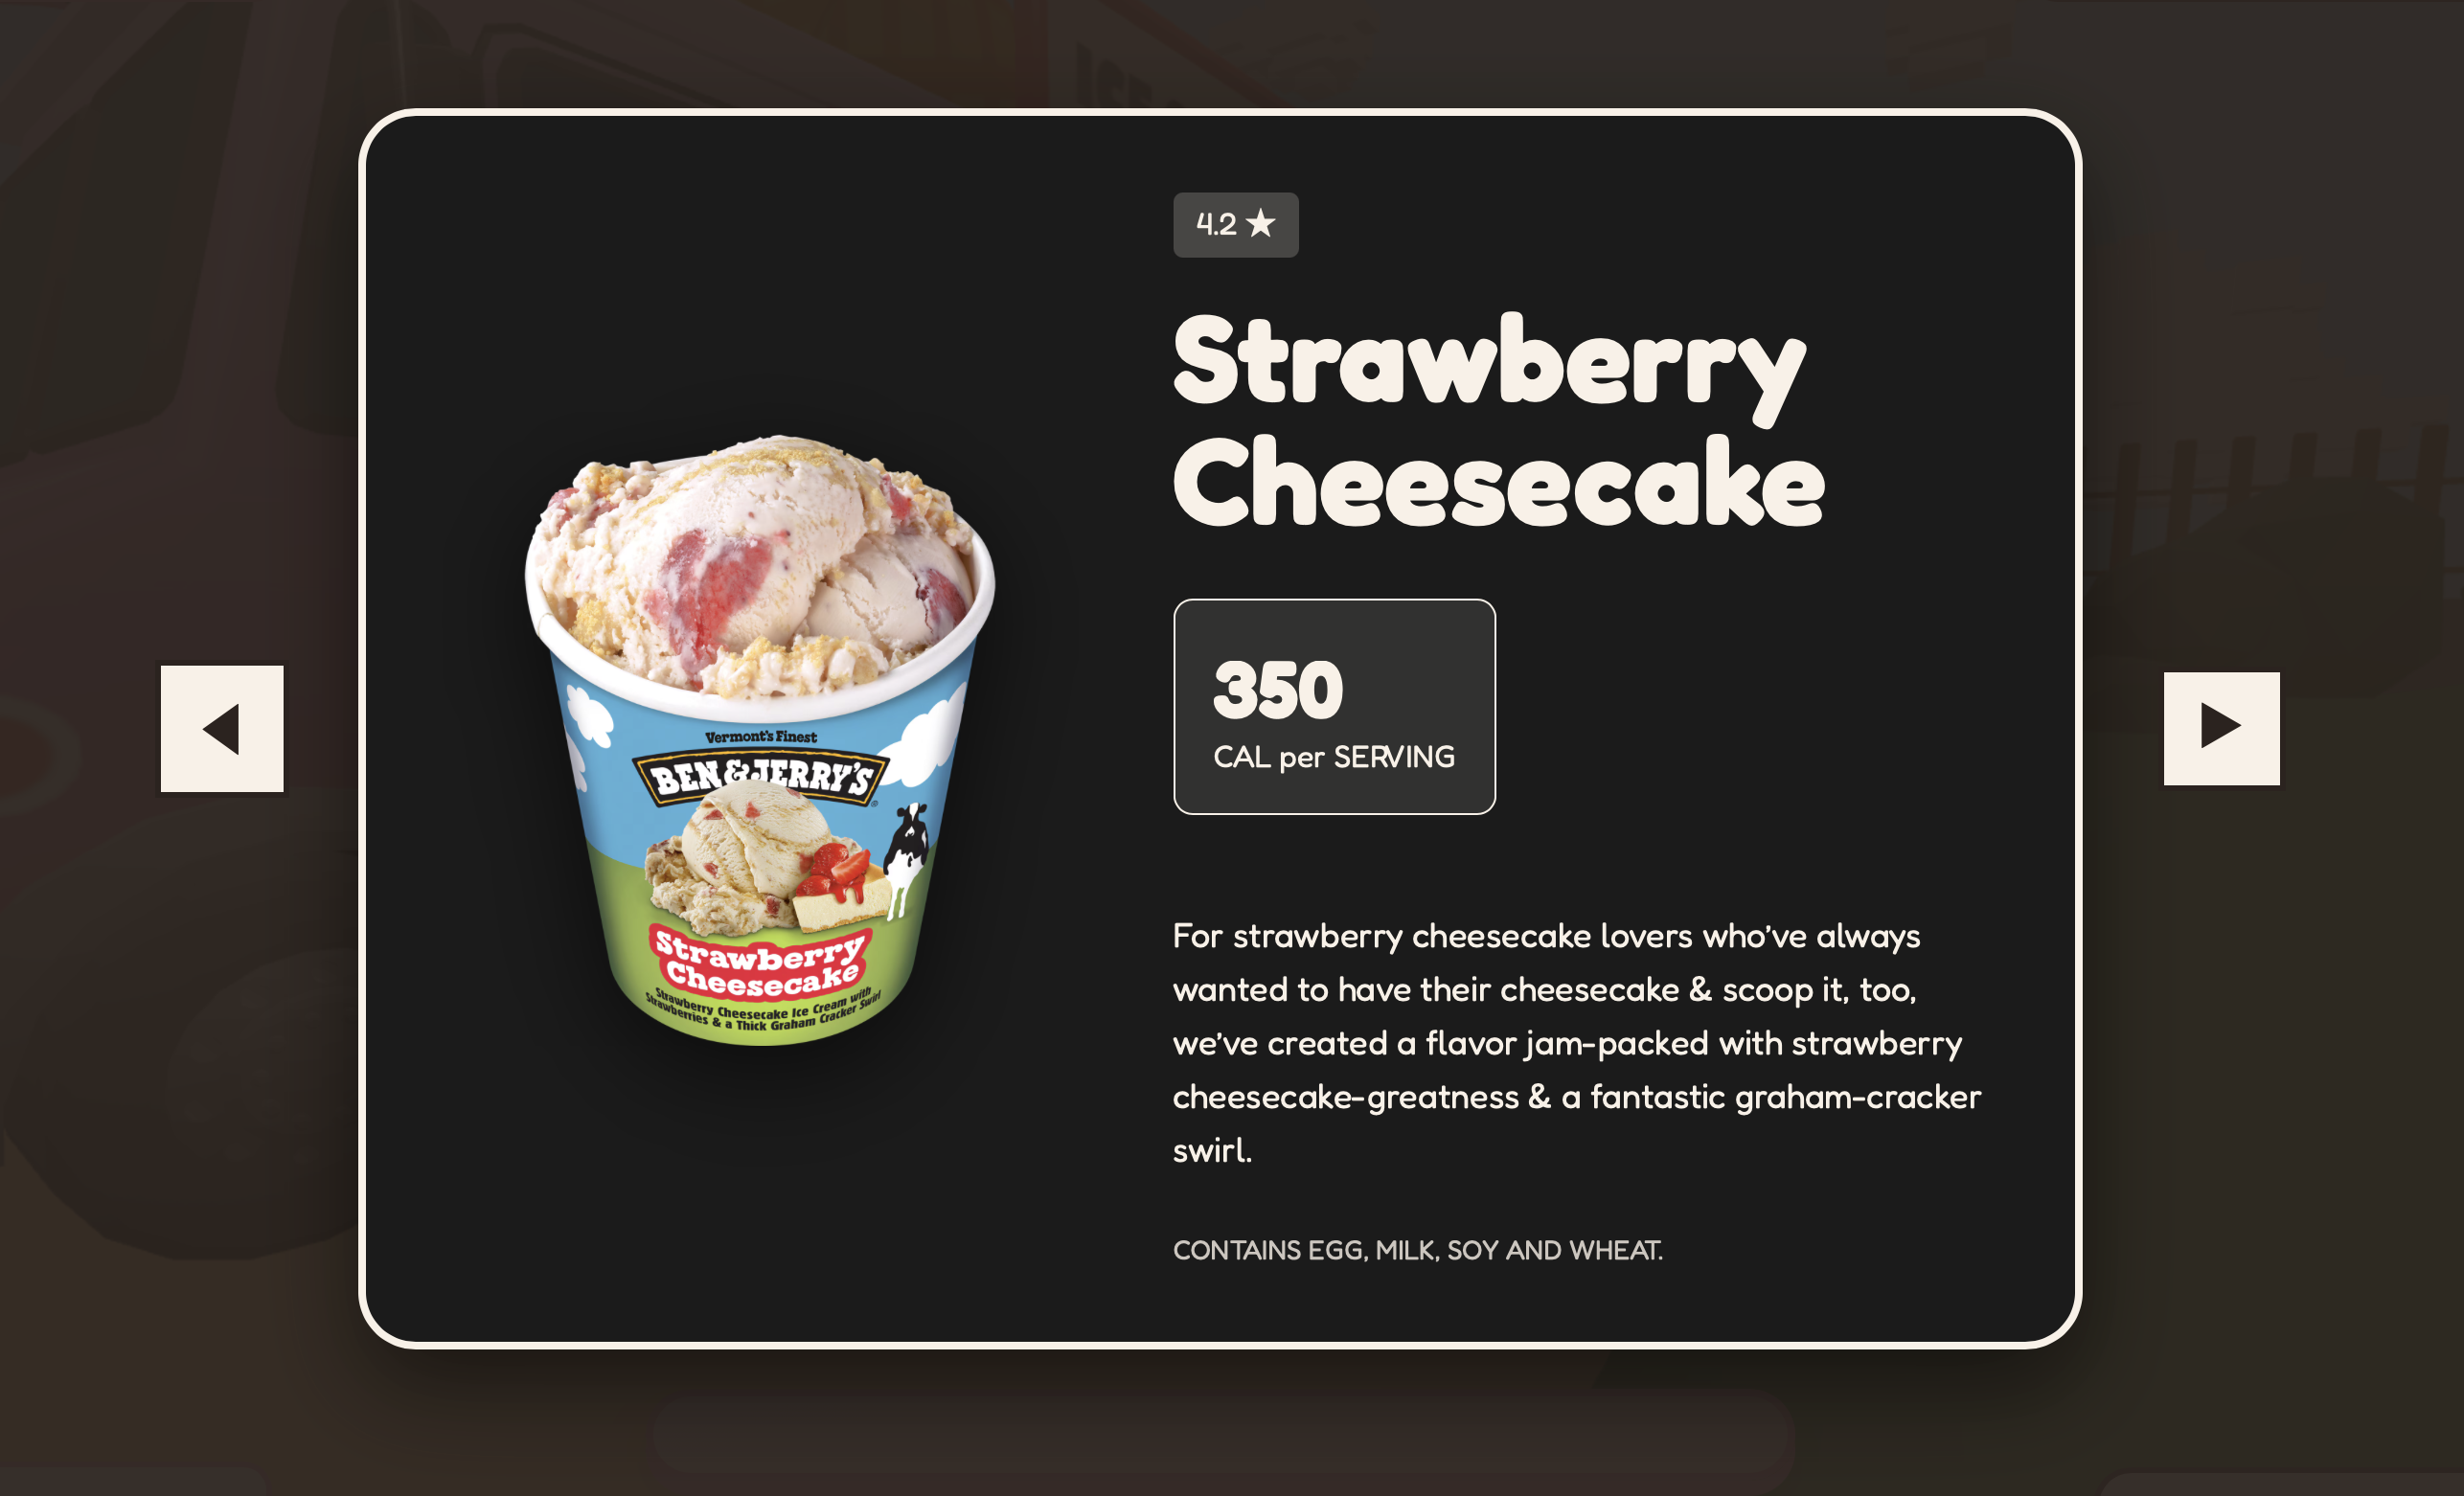 4.2 ★
Strawberry
Cheesecake
350
CAL per SERVING
For strawberry cheesecake lovers who’ve always
wanted to have their cheesecake & scoop it, too,
we’ve created a flavor jam-packed with strawberry
cheesecake-greatness & a fantastic graham-cracker
swirl.
CONTAINS EGG, MILK, SOY AND WHEAT.
Vermont's Finest
BEN & JERRY'S
Strawberry
Cheesecake
Strawberry Cheesecake Ice Cream with
Strawberries & a Thick Graham Cracker Swirl